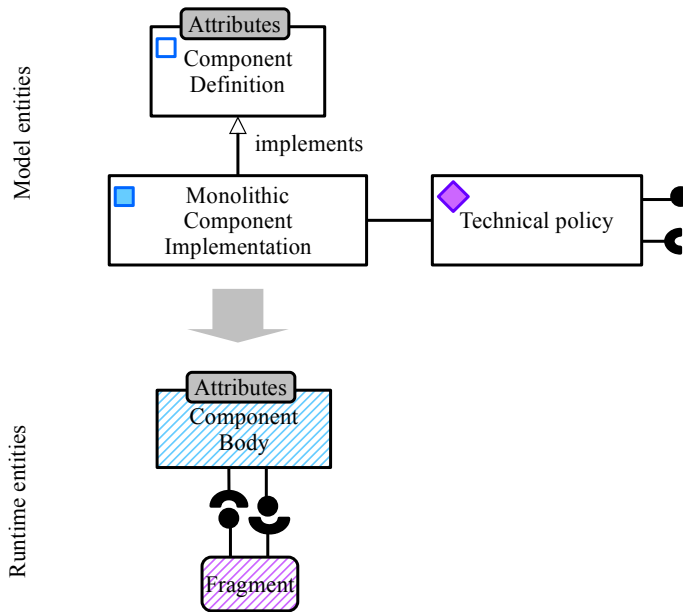 Attributes
Component
Definition
Model entities
implements
Monolithic
Component
Implementation
Technical policy
Attributes
Component
Body
Runtime entities
Fragment